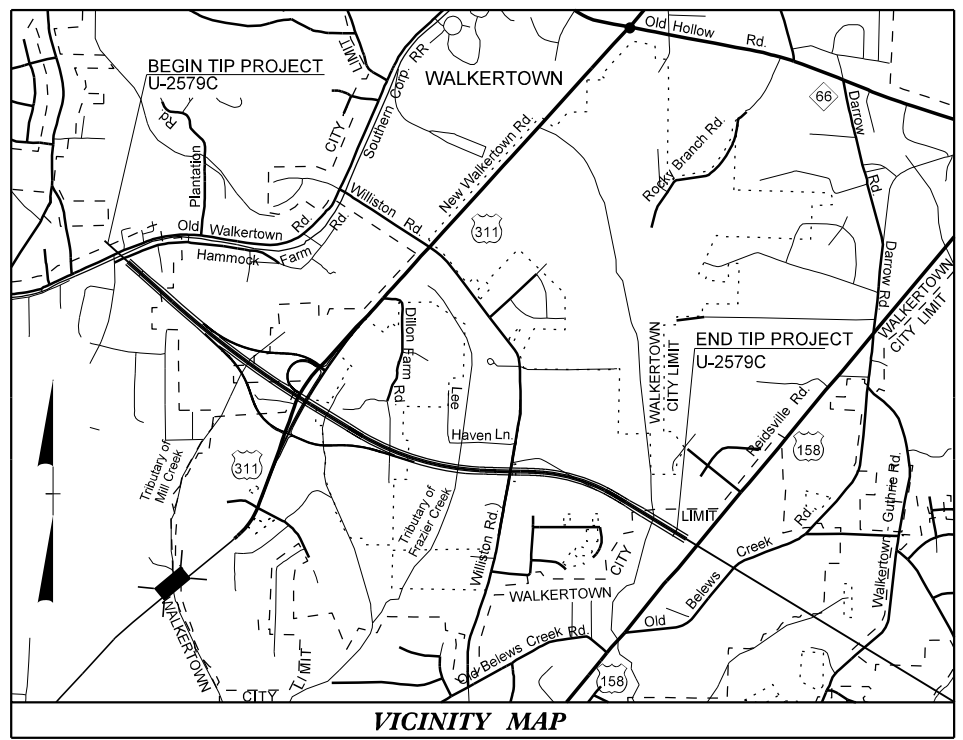 Old Hollow Rd.
BEGIN TIP PROJECT
U-2579C
LIMIT
CITY
Southern Corp. RR
WALKERTOWN
66
Darrow Rd
Rd
Plantation
New Walkertown Rd.
Rocky Branch Rd.
Williston Rd.
311
Old Walkertown Rd.
Rd.
Hammock Farm
Darrow Rd
WALKERTOWN
CITY LIMIT
Dillon Farm Rd
WALKERTOWN
CITY LIMIT
END TIP PROJECT
U-2579C
Lee
Haven Ln.
Reidsville Rd.
158
311
Tributary of
Mill Creek
Tributary of
Frazier Creek
Williston Rd.)
LIMIT
CITY
Walkertown - Guthrie Rd.
Old Belews Creek Rd.
WALKERTOWN
Old Belews Creek Rd.
158
WALKERTOWN
CITY
LIMIT
VICINITY MAP